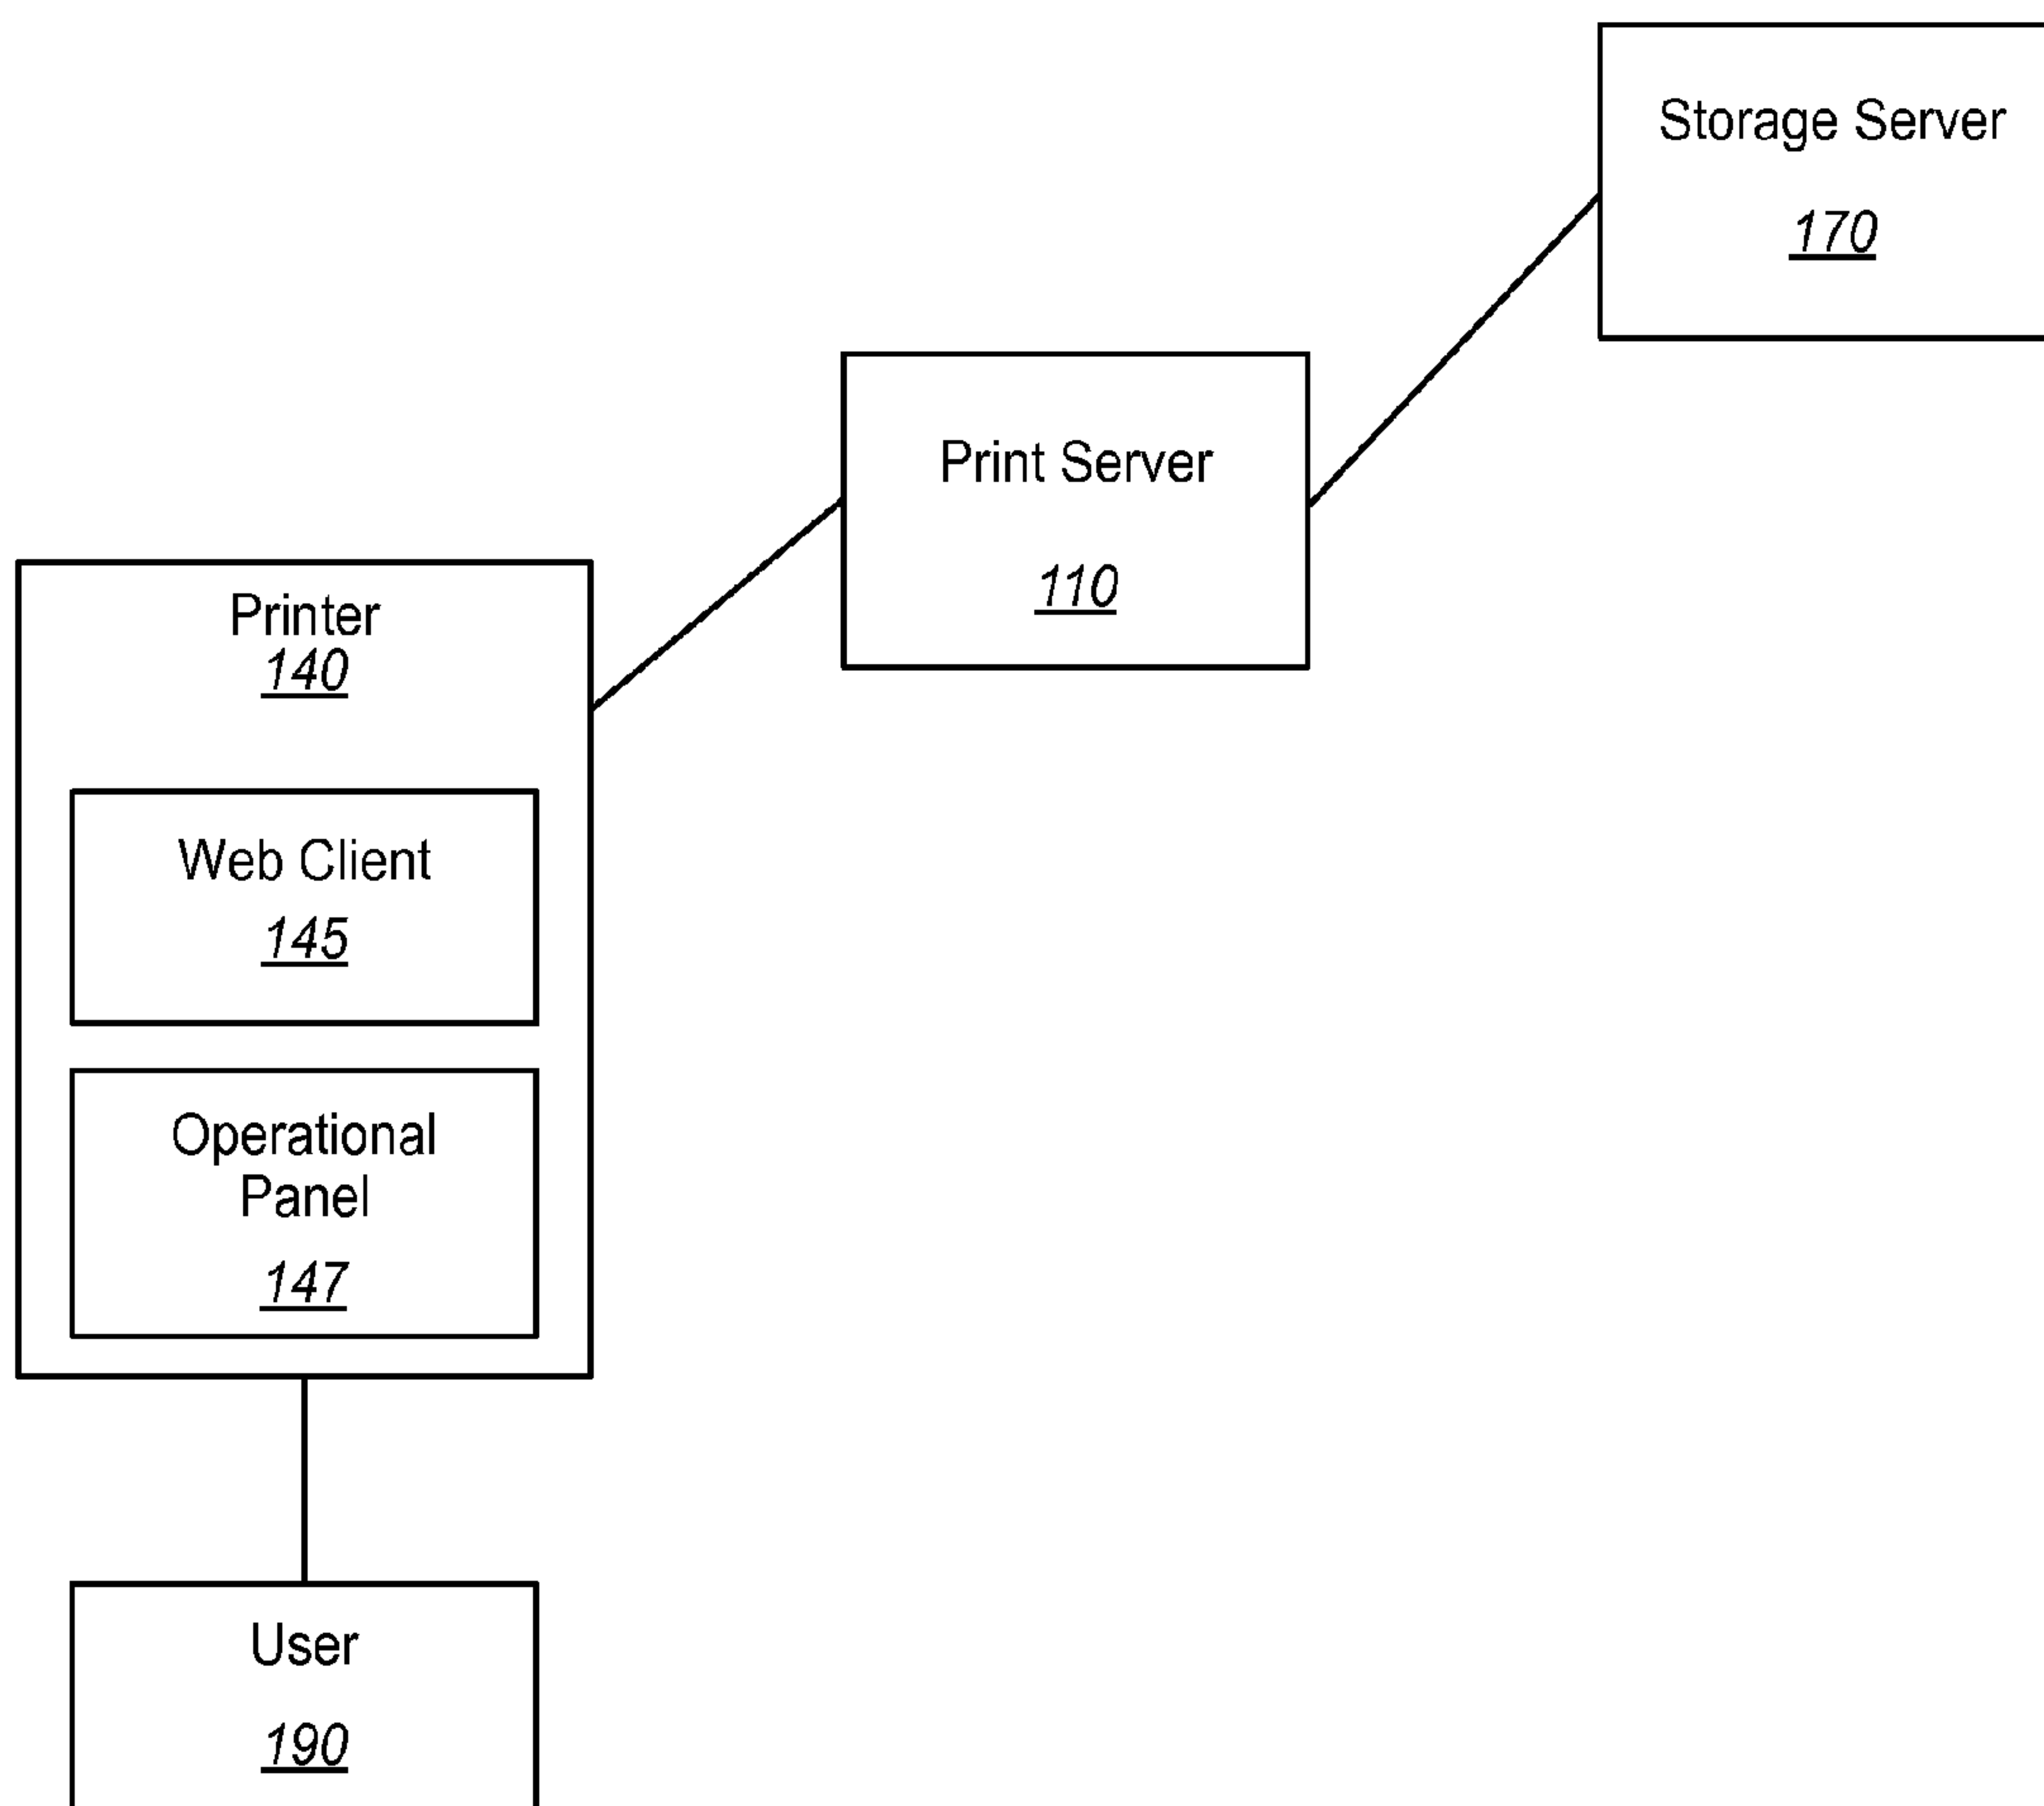 Storage Server
170
Print Server
110
Printer
140
Web Client
145
Operational
Panel
147
User
190